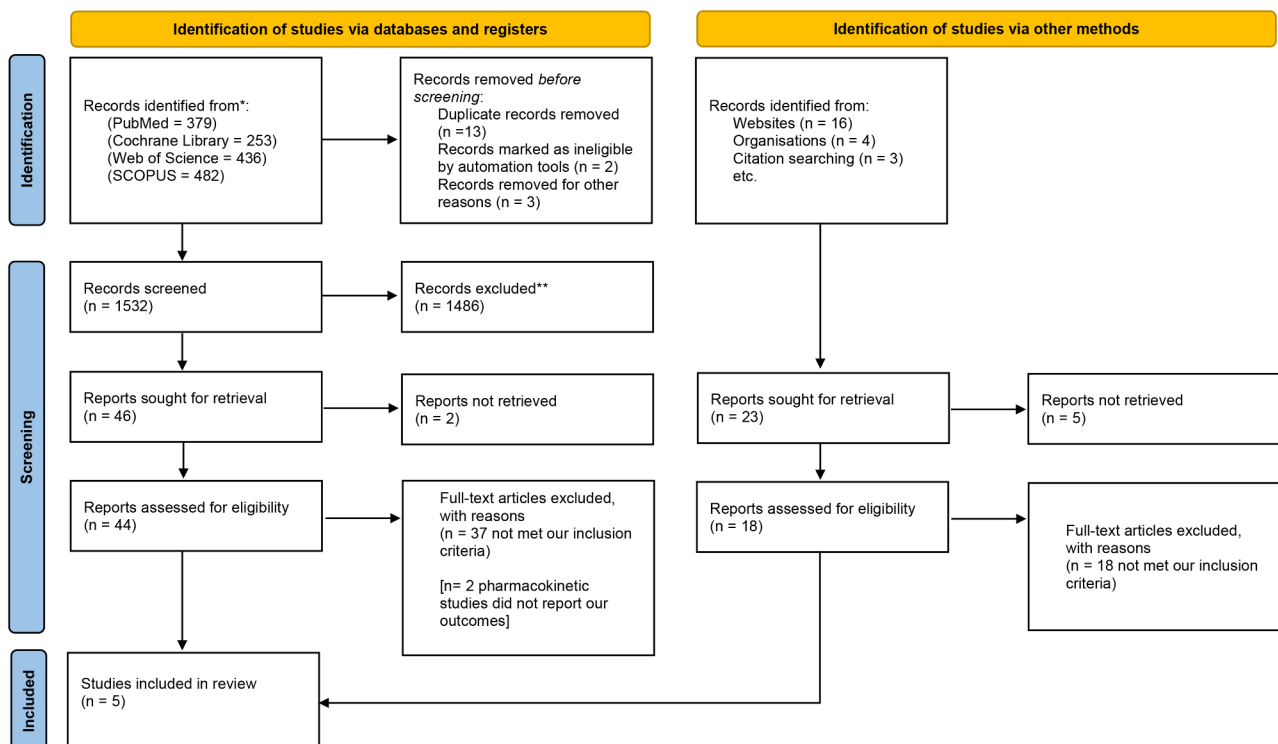 Identification of studies via databases and registers
Identification of studies via other methods
Identification
Records identified from*:
(PubMed = 379)
(Cochrane Library = 253)
(Web of Science = 436)
(SCOPUS = 482)
Records removed before
screening:
Duplicate records removed
(n =13)
Records marked as ineligible
by automation tools (n = 2)
Records removed for other
reasons (n = 3)
Records identified from:
Websites (n = 16)
Organisations (n = 4)
Citation searching (n = 3)
etc.
Screening
Records screened
(n = 1532)
Records excluded**
(n = 1486)
Reports sought for retrieval
(n = 46)
Reports not retrieved
(n = 2)
Reports sought for retrieval
(n = 23)
Reports not retrieved
(n = 5)
Reports assessed for eligibility
(n = 44)
Full-text articles excluded,
with reasons
(n = 37 not met our inclusion
criteria)
[n= 2 pharmacokinetic
studies did not report our
outcomes]
Reports assessed for eligibility
(n = 18)
Full-text articles excluded,
with reasons
(n = 18 not met our inclusion
criteria)
Included
Studies included in review
(n = 5)